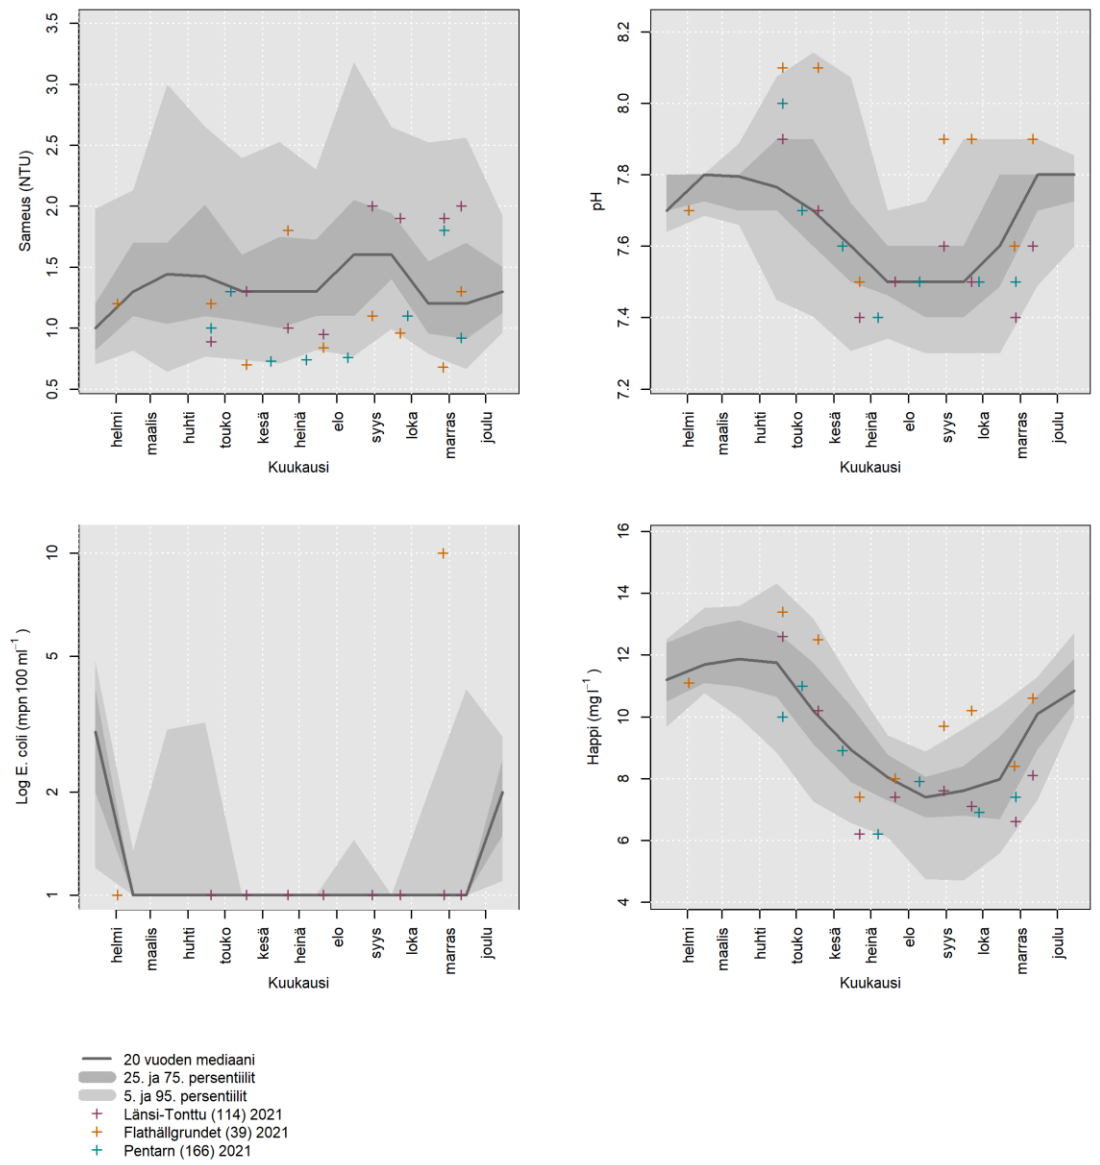 3.5
3.0
2.5
2.0
1.5
1.0
0.5
Sameus (NTU)
helmi
maalis
huhti
touko
kesä
heinä
elo
syys
loka
marras
joulu
Kuukausi
8.2
8.0
7.8
7.6
7.4
7.2
pH
helmi
maalis
huhti
touko
kesä
heinä
elo
syys
loka
marras
joulu
Kuukausi
10
5
2
1
Log E. coli (mpn 100 ml⁻¹ )
helmi
maalis
huhti
touko
kesä
heinä
elo
syys
loka
marras
joulu
Kuukausi
16
14
12
10
8
6
4
Happi (mg l⁻¹ )
helmi
maalis
huhti
touko
kesä
heinä
elo
syys
loka
marras
joulu
Kuukausi
20 vuoden mediaani
25. ja 75. persentiilit
5. ja 95. persentiilit
Länsi-Tonttu (114) 2021
Flathällgrundet (39) 2021
Pentarn (166) 2021